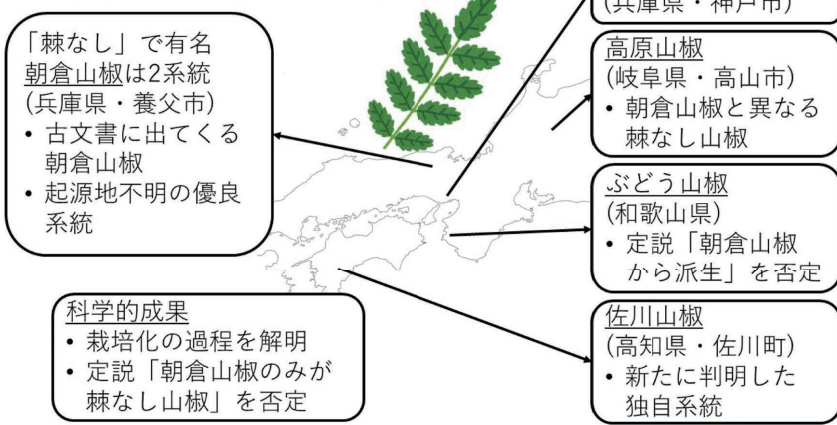 (兵庫県・神戸市)
「棘なし」で有名
朝倉山椒は2系統
(兵庫県・養父市)
• 古文書に出てくる
朝倉山椒
• 起源地不明の優良
系統
高原山椒
(岐阜県・高山市)
• 朝倉山椒と異なる
棘なし山椒
ぶどう山椒
(和歌山県)
• 定説「朝倉山椒
から派生」を否定
科学的成果
• 栽培化の過程を解明
• 定説「朝倉山椒のみが
棘なし山椒」を否定
佐川山椒
(高知県・佐川町)
• 新たに判明した
独自系統